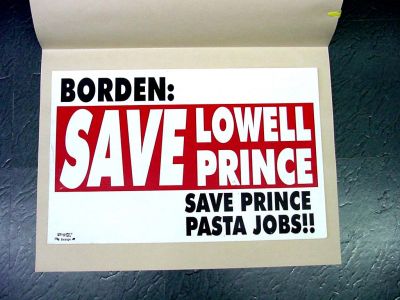 BORDEN:
SAVE LOWELL
PRINCE
SAVE PRINCE
PASTA JOBS!!